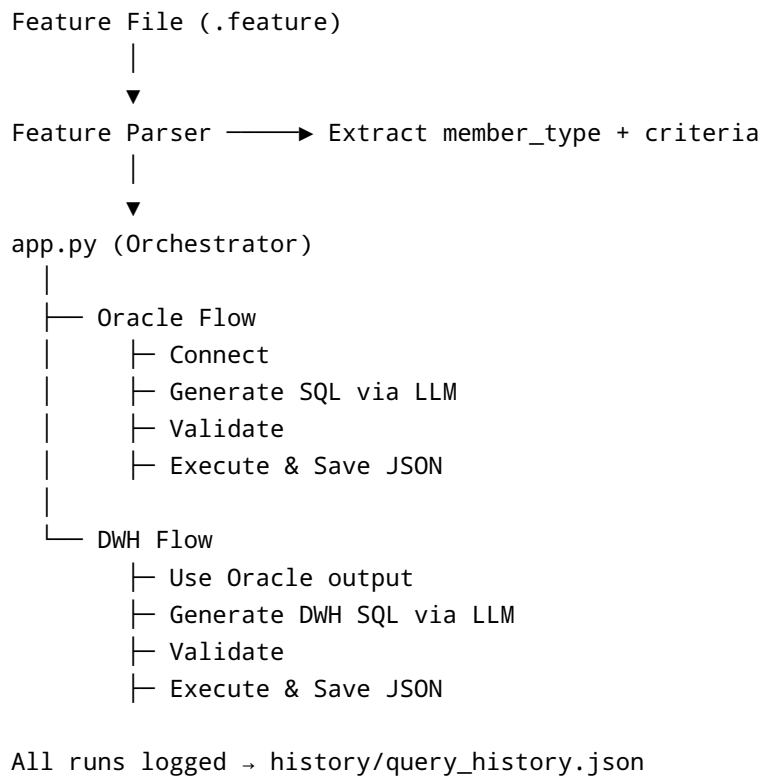 Feature File (.feature)
│
▼
Feature Parser ─────▶ Extract member_type + criteria
│
▼
app.py (Orchestrator)
│
├── Oracle Flow
│     ├─ Connect
│     ├─ Generate SQL via LLM
│     ├─ Validate
│     ├─ Execute & Save JSON
│
└── DWH Flow
├─ Use Oracle output
├─ Generate DWH SQL via LLM
├─ Validate
├─ Execute & Save JSON
All runs logged → history/query_history.json